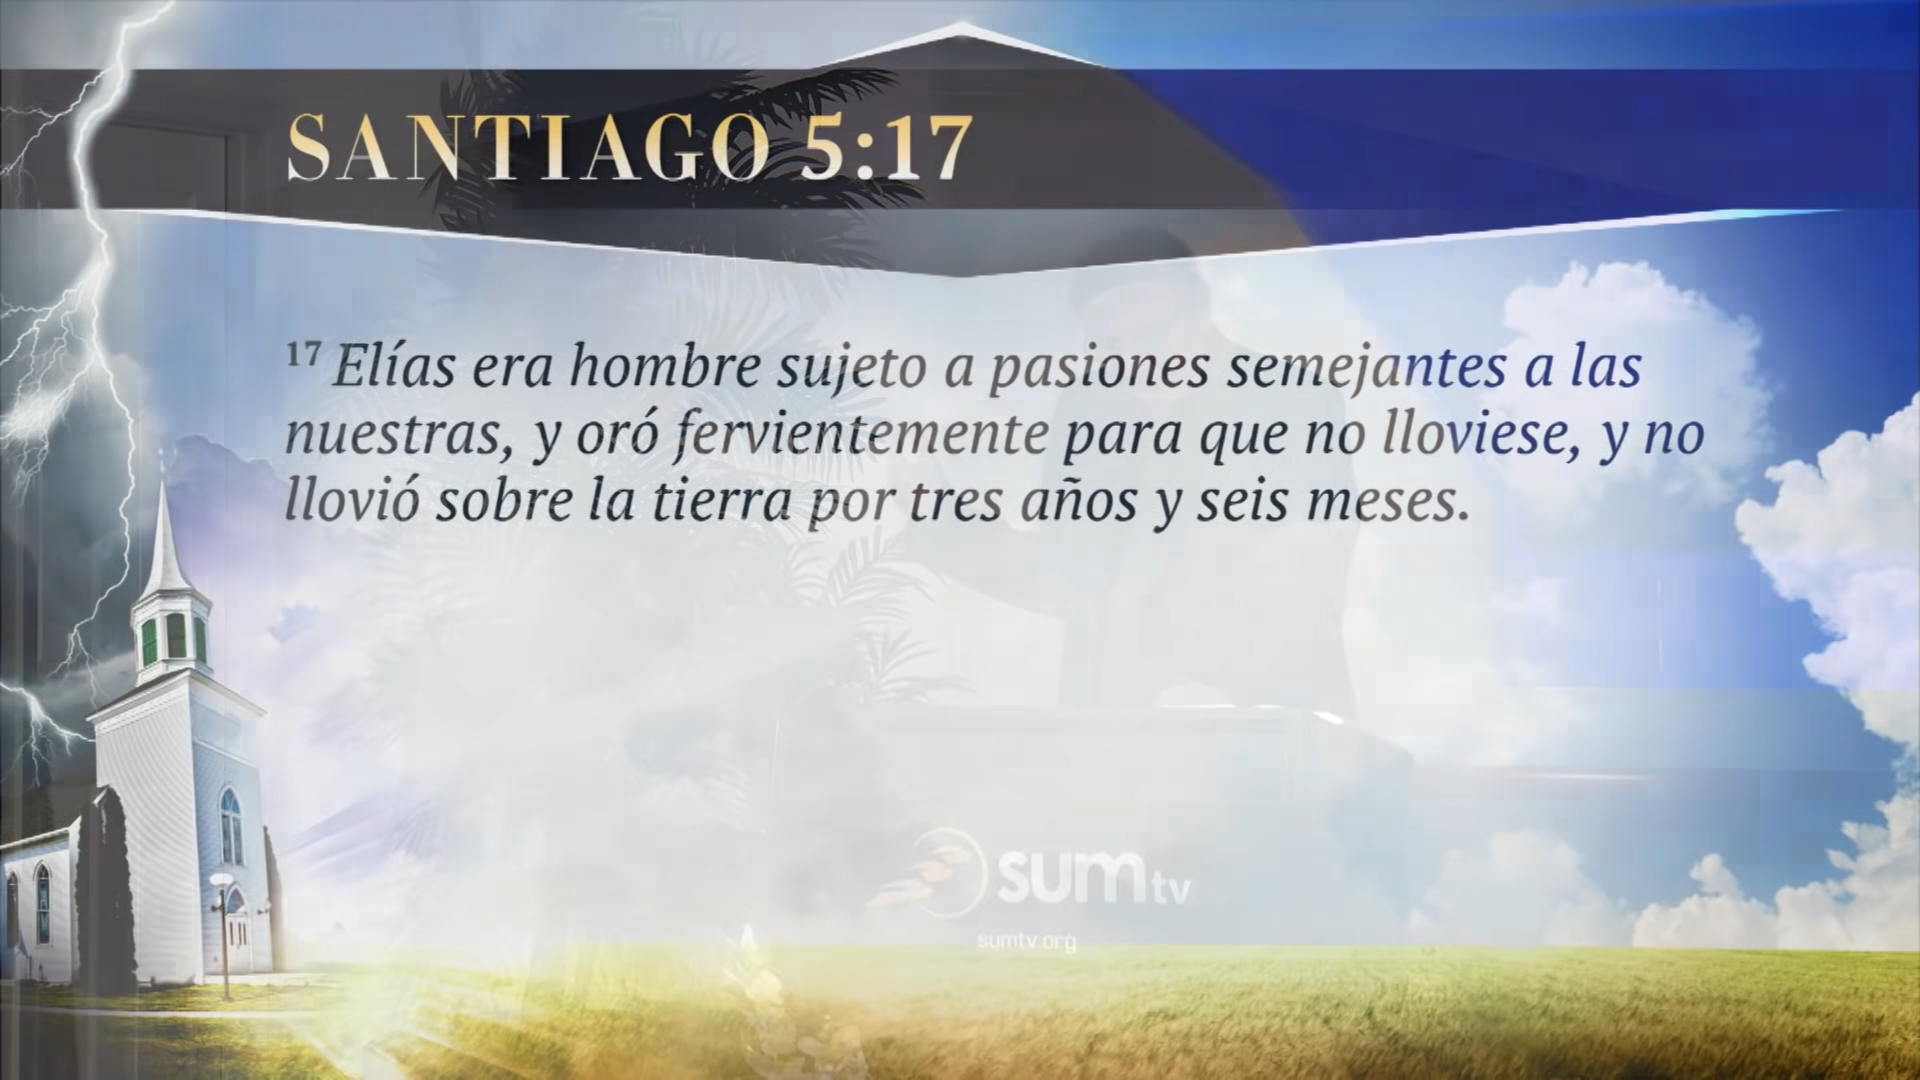 SANTIAGO 5:17
17 Elías era hombre sujeto a pasiones semejantes a las
nuestras, y oró fervientemente para que no lloviese, y no
llovió sobre la tierra por tres años y seis meses.
sumtv
sumtv.org